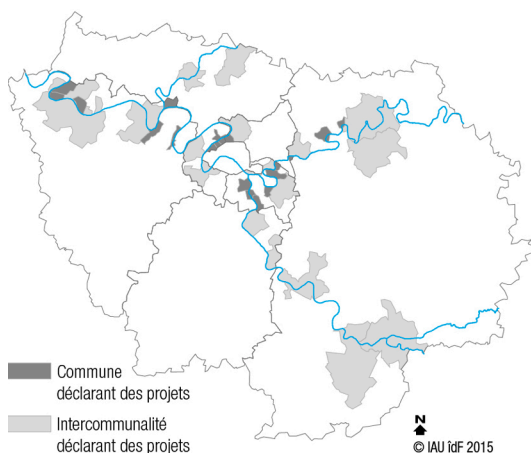 Commune
déclarant des projets
Intercommunalité
déclarant des projets
N
© IAU îdF 2015